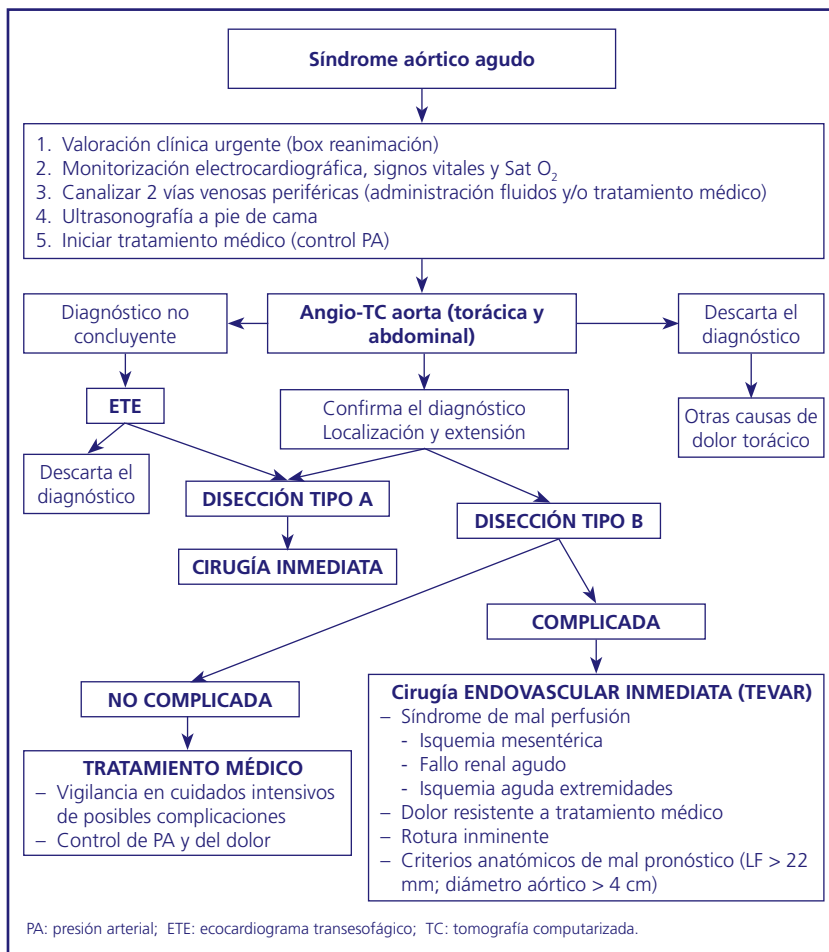 Síndrome aórtico agudo
1. Valoración clínica urgente (box reanimación)
2. Monitorización electrocardiográfica, signos vitales y Sat O₂
3. Canalizar 2 vías venosas periféricas (administración fluidos y/o tratamiento médico)
4. Ultrasonografía a pie de cama
5. Iniciar tratamiento médico (control PA)
Diagnóstico no
concluyente
Angio-TC aorta (torácica y
abdominal)
Descarta el
diagnóstico
ETE
Confirma el diagnóstico
Localización y extensión
Otras causas de
dolor torácico
Descarta el
diagnóstico
DISECCIÓN TIPO A
DISECCIÓN TIPO B
CIRUGÍA INMEDIATA
COMPLICADA
NO COMPLICADA
Cirugía ENDOVASCULAR INMEDIATA (TEVAR)
– Síndrome de mal perfusión
- Isquemia mesentérica
- Fallo renal agudo
- Isquemia aguda extremidades
– Dolor resistente a tratamiento médico
– Rotura inminente
– Criterios anatómicos de mal pronóstico (LF > 22
mm; diámetro aórtico > 4 cm)
TRATAMIENTO MÉDICO
– Vigilancia en cuidados intensivos
de posibles complicaciones
– Control de PA y del dolor
PA: presión arterial; ETE: ecocardiograma transesofágico; TC: tomografía computarizada.